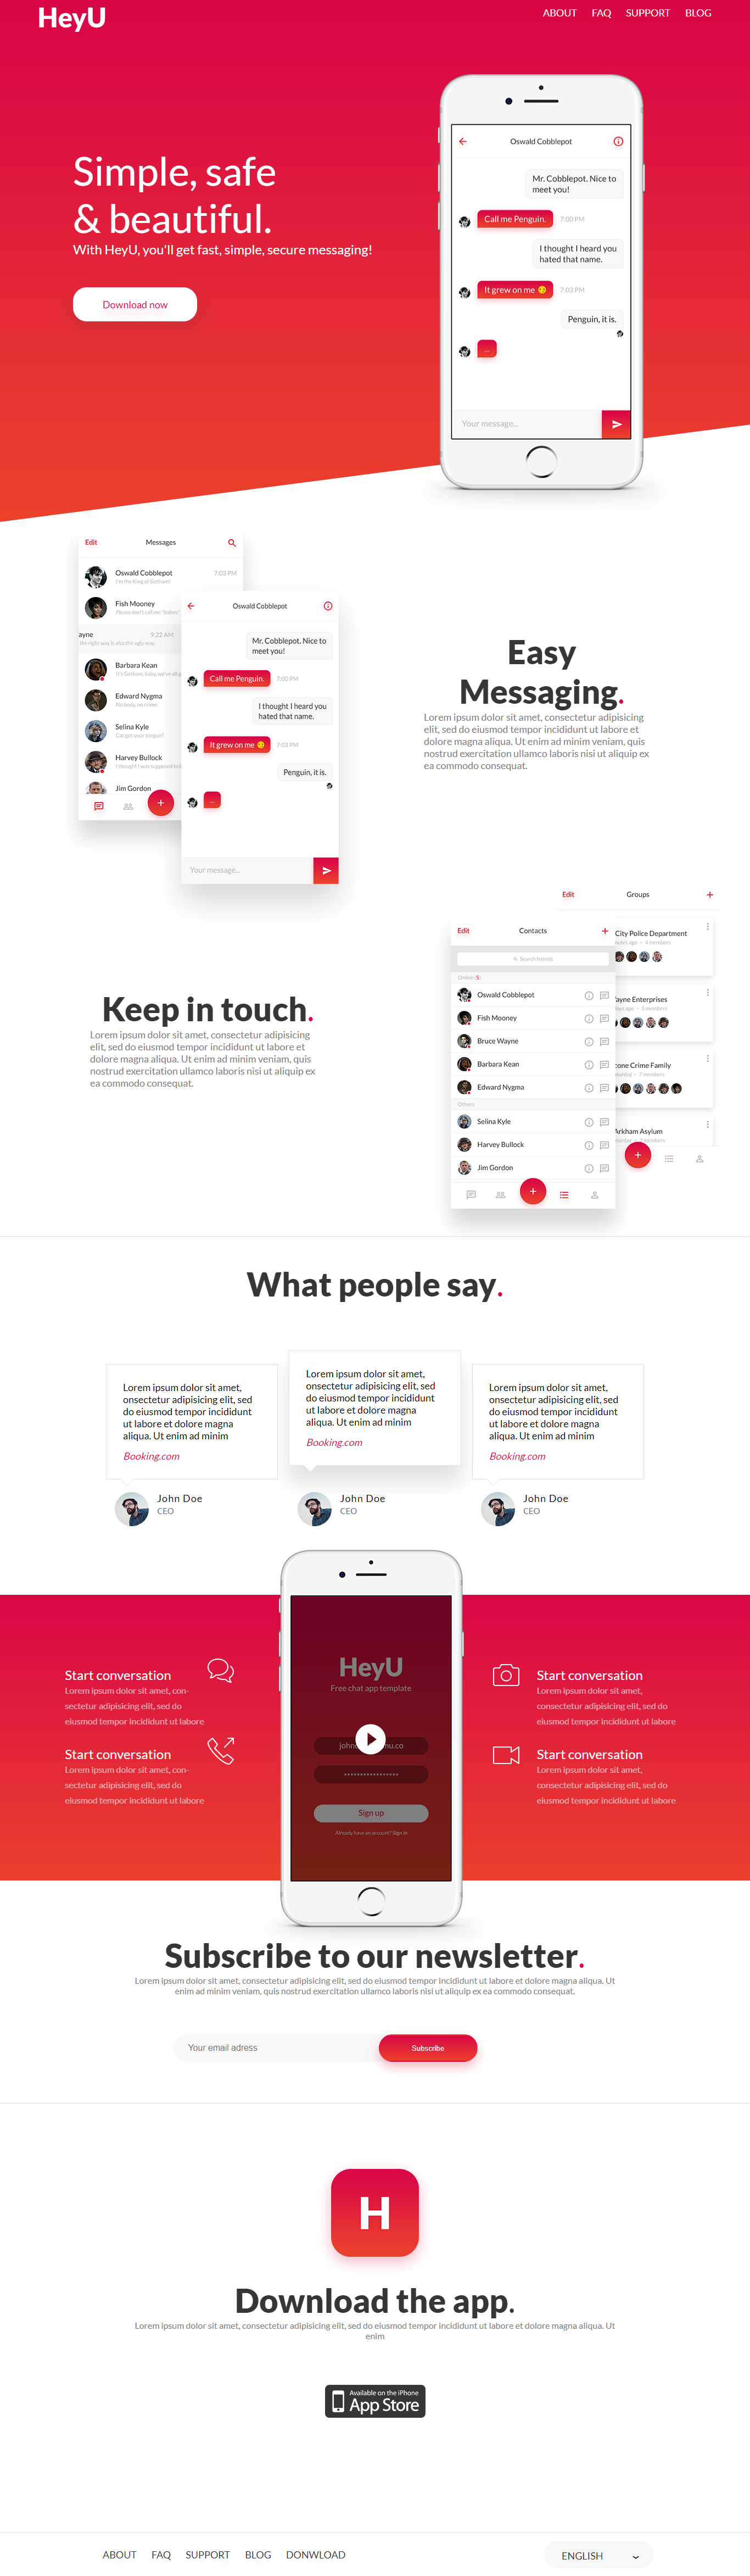 HeyU
ABOUT FAQ SUPPORT BLOG
Simple, safe
& beautiful.
With HeyU, you'll get fast, simple, secure messaging!
Download now
Oswald Cobblepot
Mr. Cobblepot. Nice to
meet you!
Call me Penguin. 7:00 PM
I thought I heard you
hated that name.
It grew on me 7:03 PM
Penguin, it is.
...
Your message...
Edit Messages
Oswald Cobblepot 7:03 PM
I'm the King of Gotham!
Fish Mooney
Please don't call me "babes"
ayne 9:22 AM
the right way is also the ugly way.
Barbara Kean
It's Gotham, baby, we've all g
Edward Nygma
No body, no crime.
Selina Kyle
Cat got your tongue?
Harvey Bullock
I thought I was supposed to b
Jim Gordon
Oswald Cobblepot
Mr. Cobblepot. Nice to
meet you!
Call me Penguin. 7:00 PM
I thought I heard you
hated that name.
It grew on me 7:03 PM
Penguin, it is.
...
Your message...
Easy
Messaging.
Lorem ipsum dolor sit amet, consectetur adipisicing
elit, sed do eiusmod tempor incididunt ut labore et
dolore magna aliqua. Ut enim ad minim veniam, quis
nostrud exercitation ullamco laboris nisi ut aliquip ex
ea commodo consequat.
Keep in touch.
Lorem ipsum dolor sit amet, consectetur adipisicing
elit, sed do eiusmod tempor incididunt ut labore et
dolore magna aliqua. Ut enim ad minim veniam, quis
nostrud exercitation ullamco laboris nisi ut aliquip ex
ea commodo consequat.
Edit Groups +
City Police Department
nutes ago • 4 members
ayne Enterprises
days ago • 5 members
cone Crime Family
aturday • 7 members
Arkham Asylum
aturday • 7 members
Edit Contacts +
Search friends
Online
Oswald Cobblepot
Fish Mooney
Bruce Wayne
Barbara Kean
Edward Nygma
Others
Selina Kyle
Harvey Bullock
Jim Gordon
What people say.
Lorem ipsum dolor sit amet,
onsectetur adipisicing elit, sed
do eiusmod tempor incididunt
ut labore et dolore magna
aliqua. Ut enim ad minim
Booking.com
John Doe
CEO
Lorem ipsum dolor sit amet,
onsectetur adipisicing elit, sed
do eiusmod tempor incididunt
ut labore et dolore magna
aliqua. Ut enim ad minim
Booking.com
John Doe
CEO
Lorem ipsum dolor sit amet,
onsectetur adipisicing elit, sed
do eiusmod tempor incididunt
ut labore et dolore magna
aliqua. Ut enim ad minim
Booking.com
John Doe
CEO
Start conversation
Lorem ipsum dolor sit amet, con-
sectetur adipisicing elit, sed do
eiusmod tempor incididunt ut labore
Start conversation
Lorem ipsum dolor sit amet, con-
sectetur adipisicing elit, sed do
eiusmod tempor incididunt ut labore
HeyU
Free chat app template
Sign up
Already have an account? Sign in
Start conversation
Lorem ipsum dolor sit amet,
consectetur adipisicing elit, sed do
eiusmod tempor incididunt ut labore
Start conversation
Lorem ipsum dolor sit amet,
consectetur adipisicing elit, sed do
eiusmod tempor incididunt ut labore
Subscribe to our newsletter.
Lorem ipsum dolor sit amet, consectetur adipisicing elit, sed do eiusmod tempor incididunt ut labore et dolore magna aliqua. Ut
enim ad minim veniam, quis nostrud exercitation ullamco laboris nisi ut aliquip ex ea commodo consequat.
Your email adress
Subscribe
H
Download the app.
Lorem ipsum dolor sit amet, consectetur adipisicing elit, sed do eiusmod tempor incididunt ut labore et dolore magna aliqua. Ut
enim
Available on the iPhone
App Store
ABOUT FAQ SUPPORT BLOG DONWLOAD
ENGLISH